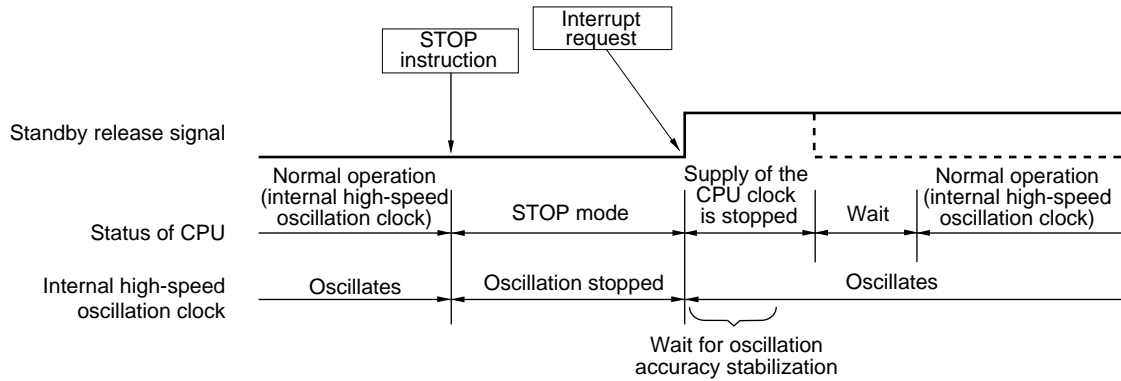 Interrupt
request
STOP
instruction
Standby release signal
Normal operation
(internal high-speed
oscillation clock)
STOP mode
Supply of the
CPU clock
is stopped
Wait
Normal operation
(internal high-speed
oscillation clock)
Status of CPU
Internal high-speed
oscillation clock
Oscillates
Oscillation stopped
Oscillates
Wait for oscillation
accuracy stabilization